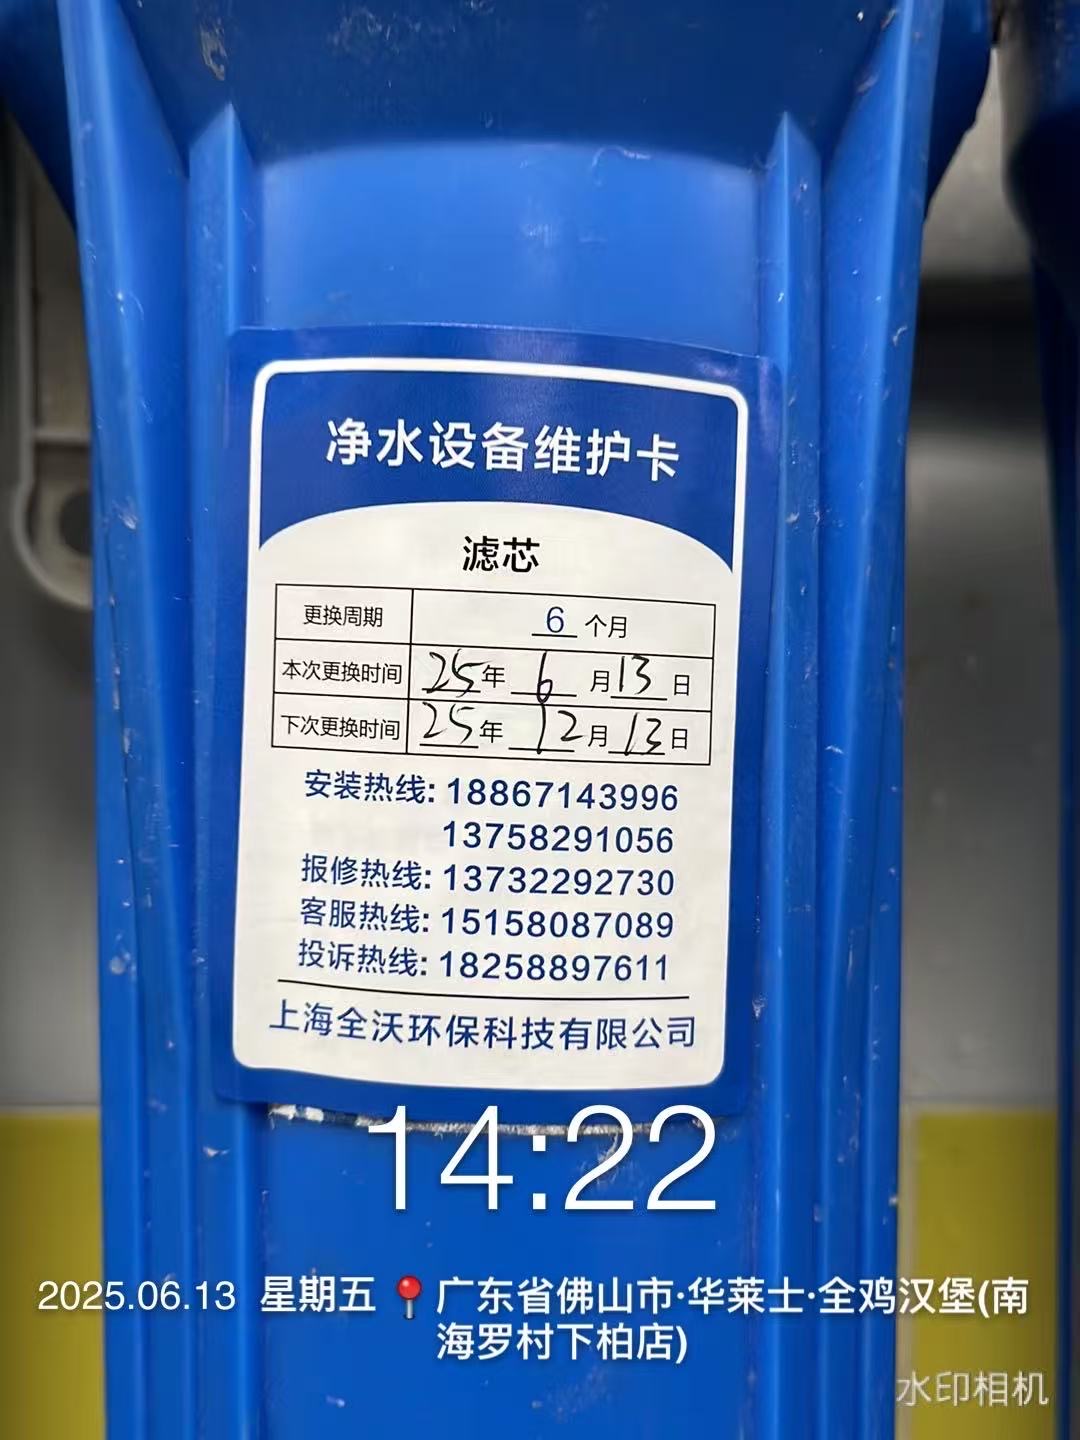 净水设备维护卡
滤芯
更换周期 6 个月
本次更换时间 25年 6 月13日
下次更换时间 25年 12月13日
安装热线: 18867143996
13758291056
报修热线: 13732292730
客服热线: 15158087089
投诉热线: 18258897611
上海全沃环保科技有限公司
14:22
2025.06.13 星期五 广东省佛山市·华莱士·全鸡汉堡(南
海罗村下柏店)
水印相机